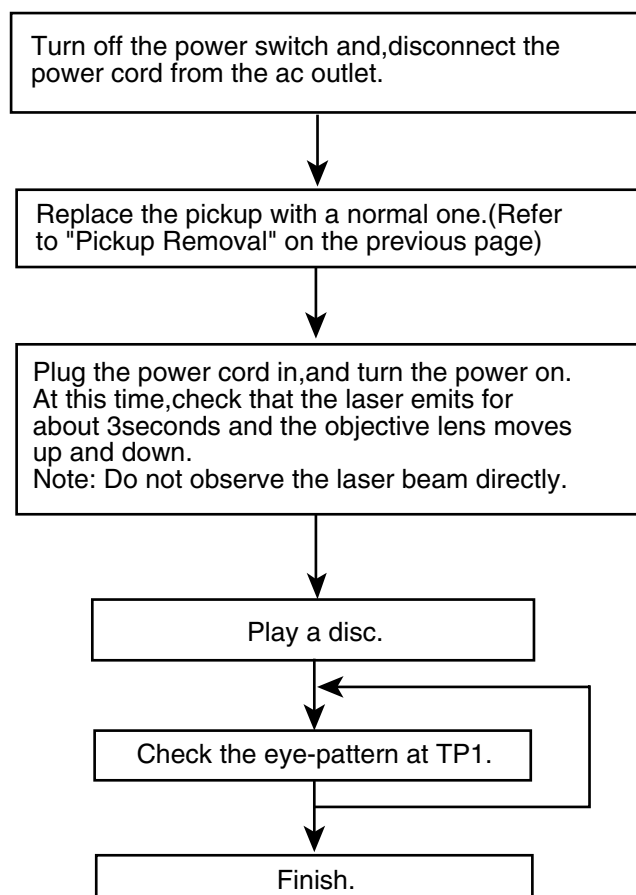 Turn off the power switch and,disconnect the
power cord from the ac outlet.
Replace the pickup with a normal one.(Refer
to "Pickup Removal" on the previous page)
Plug the power cord in,and turn the power on.
At this time,check that the laser emits for
about 3seconds and the objective lens moves
up and down.
Note: Do not observe the laser beam directly.
Play a disc.
Check the eye-pattern at TP1.
Finish.